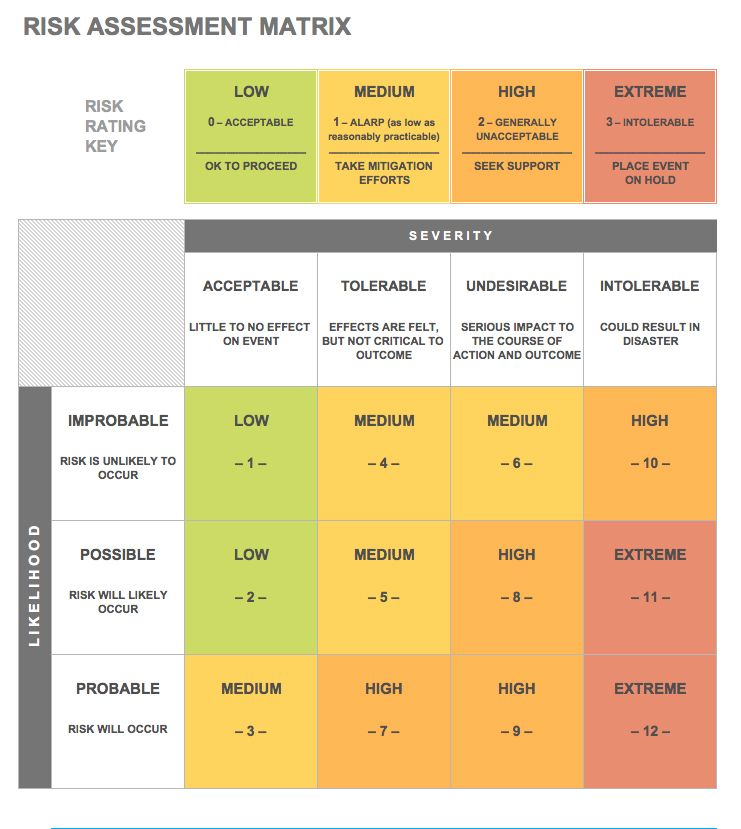 RISK ASSESSMENT MATRIX
RISK
RATING
KEY
LOW
0 – ACCEPTABLE
OK TO PROCEED
MEDIUM
1 – ALARP (as low as
reasonably practicable)
TAKE MITIGATION
EFFORTS
HIGH
2 – GENERALLY
UNACCEPTABLE
SEEK SUPPORT
EXTREME
3 – INTOLERABLE
PLACE EVENT
ON HOLD
SEVERITY
ACCEPTABLE
LITTLE TO NO EFFECT
ON EVENT
TOLERABLE
EFFECTS ARE FELT,
BUT NOT CRITICAL TO
OUTCOME
UNDESIRABLE
SERIOUS IMPACT TO
THE COURSE OF
ACTION AND OUTCOME
INTOLERABLE
COULD RESULT IN
DISASTER
LIKELIHOOD
IMPROBABLE
RISK IS UNLIKELY TO
OCCUR
LOW
– 1 –
MEDIUM
– 4 –
MEDIUM
– 6 –
HIGH
– 10 –
POSSIBLE
RISK WILL LIKELY
OCCUR
LOW
– 2 –
MEDIUM
– 5 –
HIGH
– 8 –
EXTREME
– 11 –
PROBABLE
RISK WILL OCCUR
MEDIUM
– 3 –
HIGH
– 7 –
HIGH
– 9 –
EXTREME
– 12 –